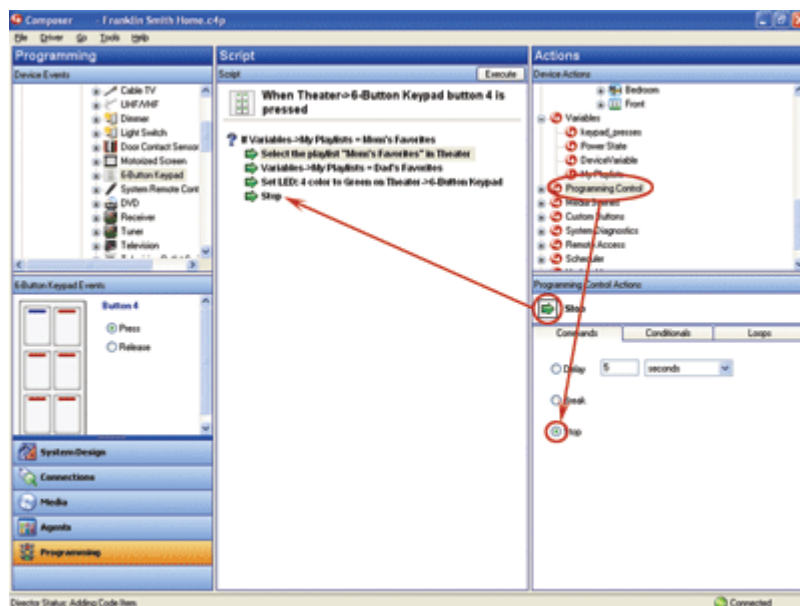 Composer - Franklin Smith Home.c4p
File Driver Go Tools Help
Programming
Device Events
Cable TV
UHF/VHF
Dimmer
Light Switch
Door Contact Sensor
Motorized Screen
6-Button Keypad
System Remote Cont
DVD
Receiver
Tuner
Television
6-Button Keypad Events
Button 4
Press
Release
System Design
Connections
Media
Agents
Programming
Script
Script Execute
When Theater->6-Button Keypad button 4 is
pressed
If Variables->My Playlists = Mom's Favorites
Select the playlist "Mom's Favorites" in Theater
Variables->My Playlists = Dad's Favorites
Set LED: 4 color to Green on Theater->6-Button Keypad
Stop
Actions
Device Actions
Bedroom
Front
Variables
keypad_presses
Power State
DeviceVariable
My Playlists
Programming Control
Media Scenes
Custom Buttons
System Diagnostics
Remote Access
Scheduler
Programming Control Actions
Stop
Commands Conditionals Loops
Delay 5 seconds
Break
Stop
Director Status: Adding Code Item Connected